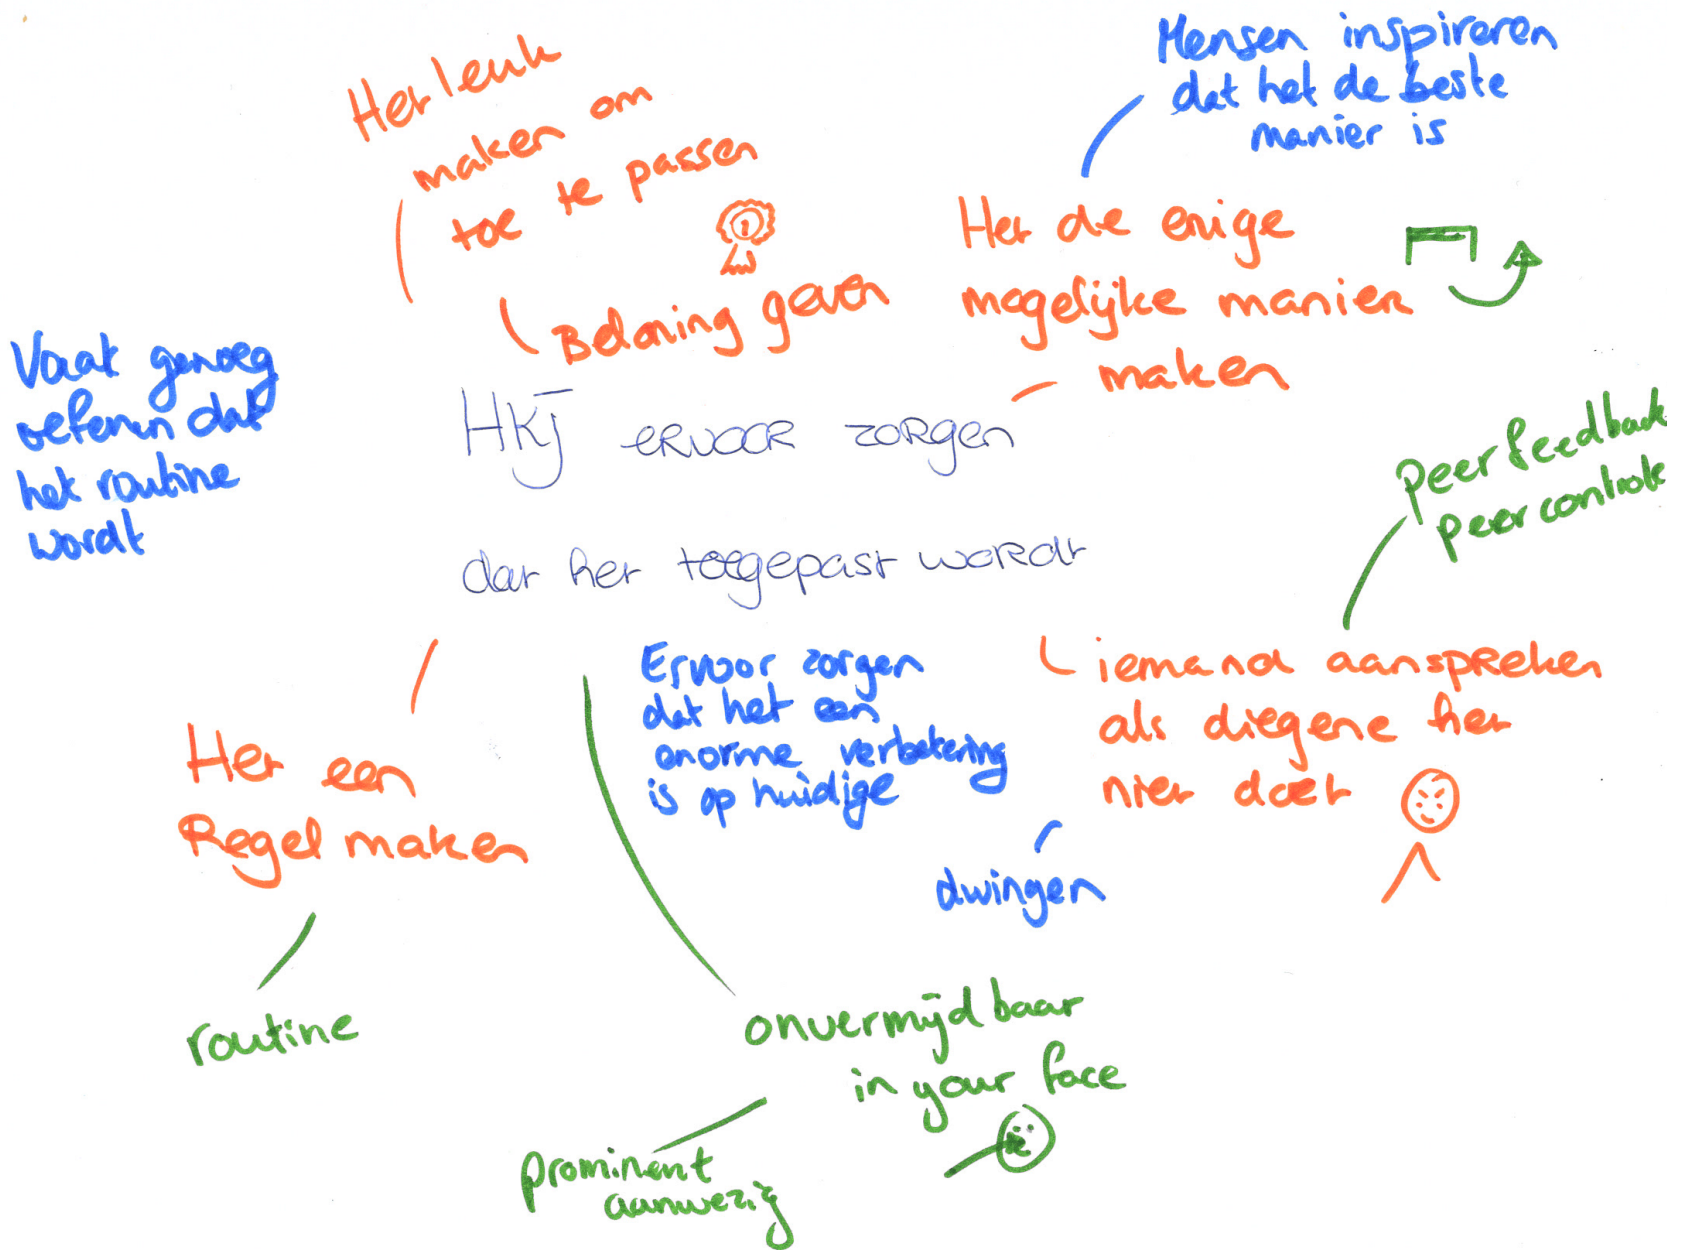 Mensen inspireren
dat het de beste
manier is
Het leuk
maken om
toe te passen
Beloning geven
Het de enige
mogelijke manier
maken
Vaak genoeg
oefenen dat
het routine
wordt
HKJ ervoor zorgen
dat het toegepast wordt
peerfeedback
peer controle
Ervoor zorgen
dat het een
enorme verbetering
is op huidige
iemand aanspreken
als diegene het
niet doet
dwingen
Het een
Regel maken
routine
onvermijdbaar
in your face
prominent
aanwezig